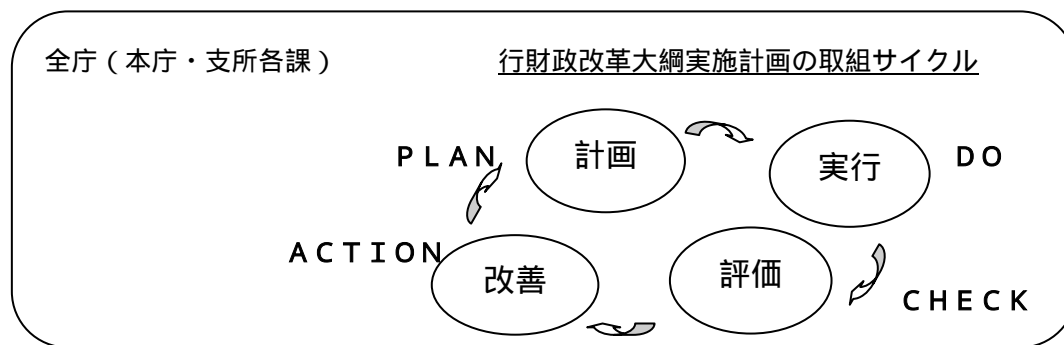 全庁（本庁・支所各課）
行財政改革大綱実施計画の取組サイクル
ＰＬＡＮ
計画
実行
ＤＯ
ＡＣＴＩＯＮ
改善
評価
ＣＨＥＣＫ